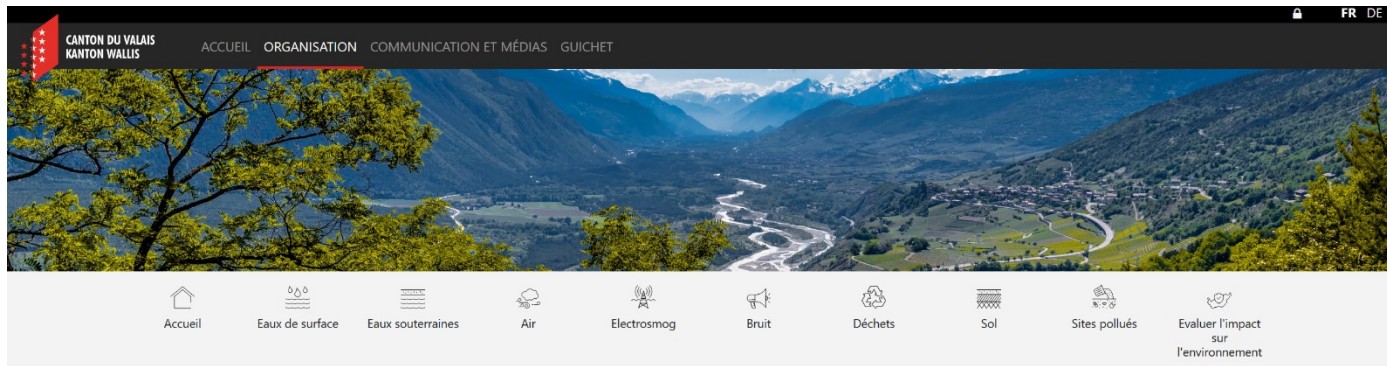 FR DE
CANTON DU VALAIS
KANTON WALLIS
ACCUEIL ORGANISATION COMMUNICATION ET MÉDIAS GUICHET
Accueil
Eaux de surface
Eaux souterraines
Air
Electrosmog
Bruit
Déchets
Sol
Sites pollués
Evaluer l'impact
sur
l'environnement